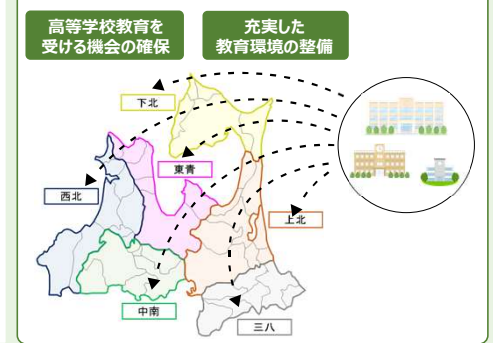 高等学校教育を
受ける機会の確保
充実した
教育環境の整備
下北
東青
西北
上北
中南
三八